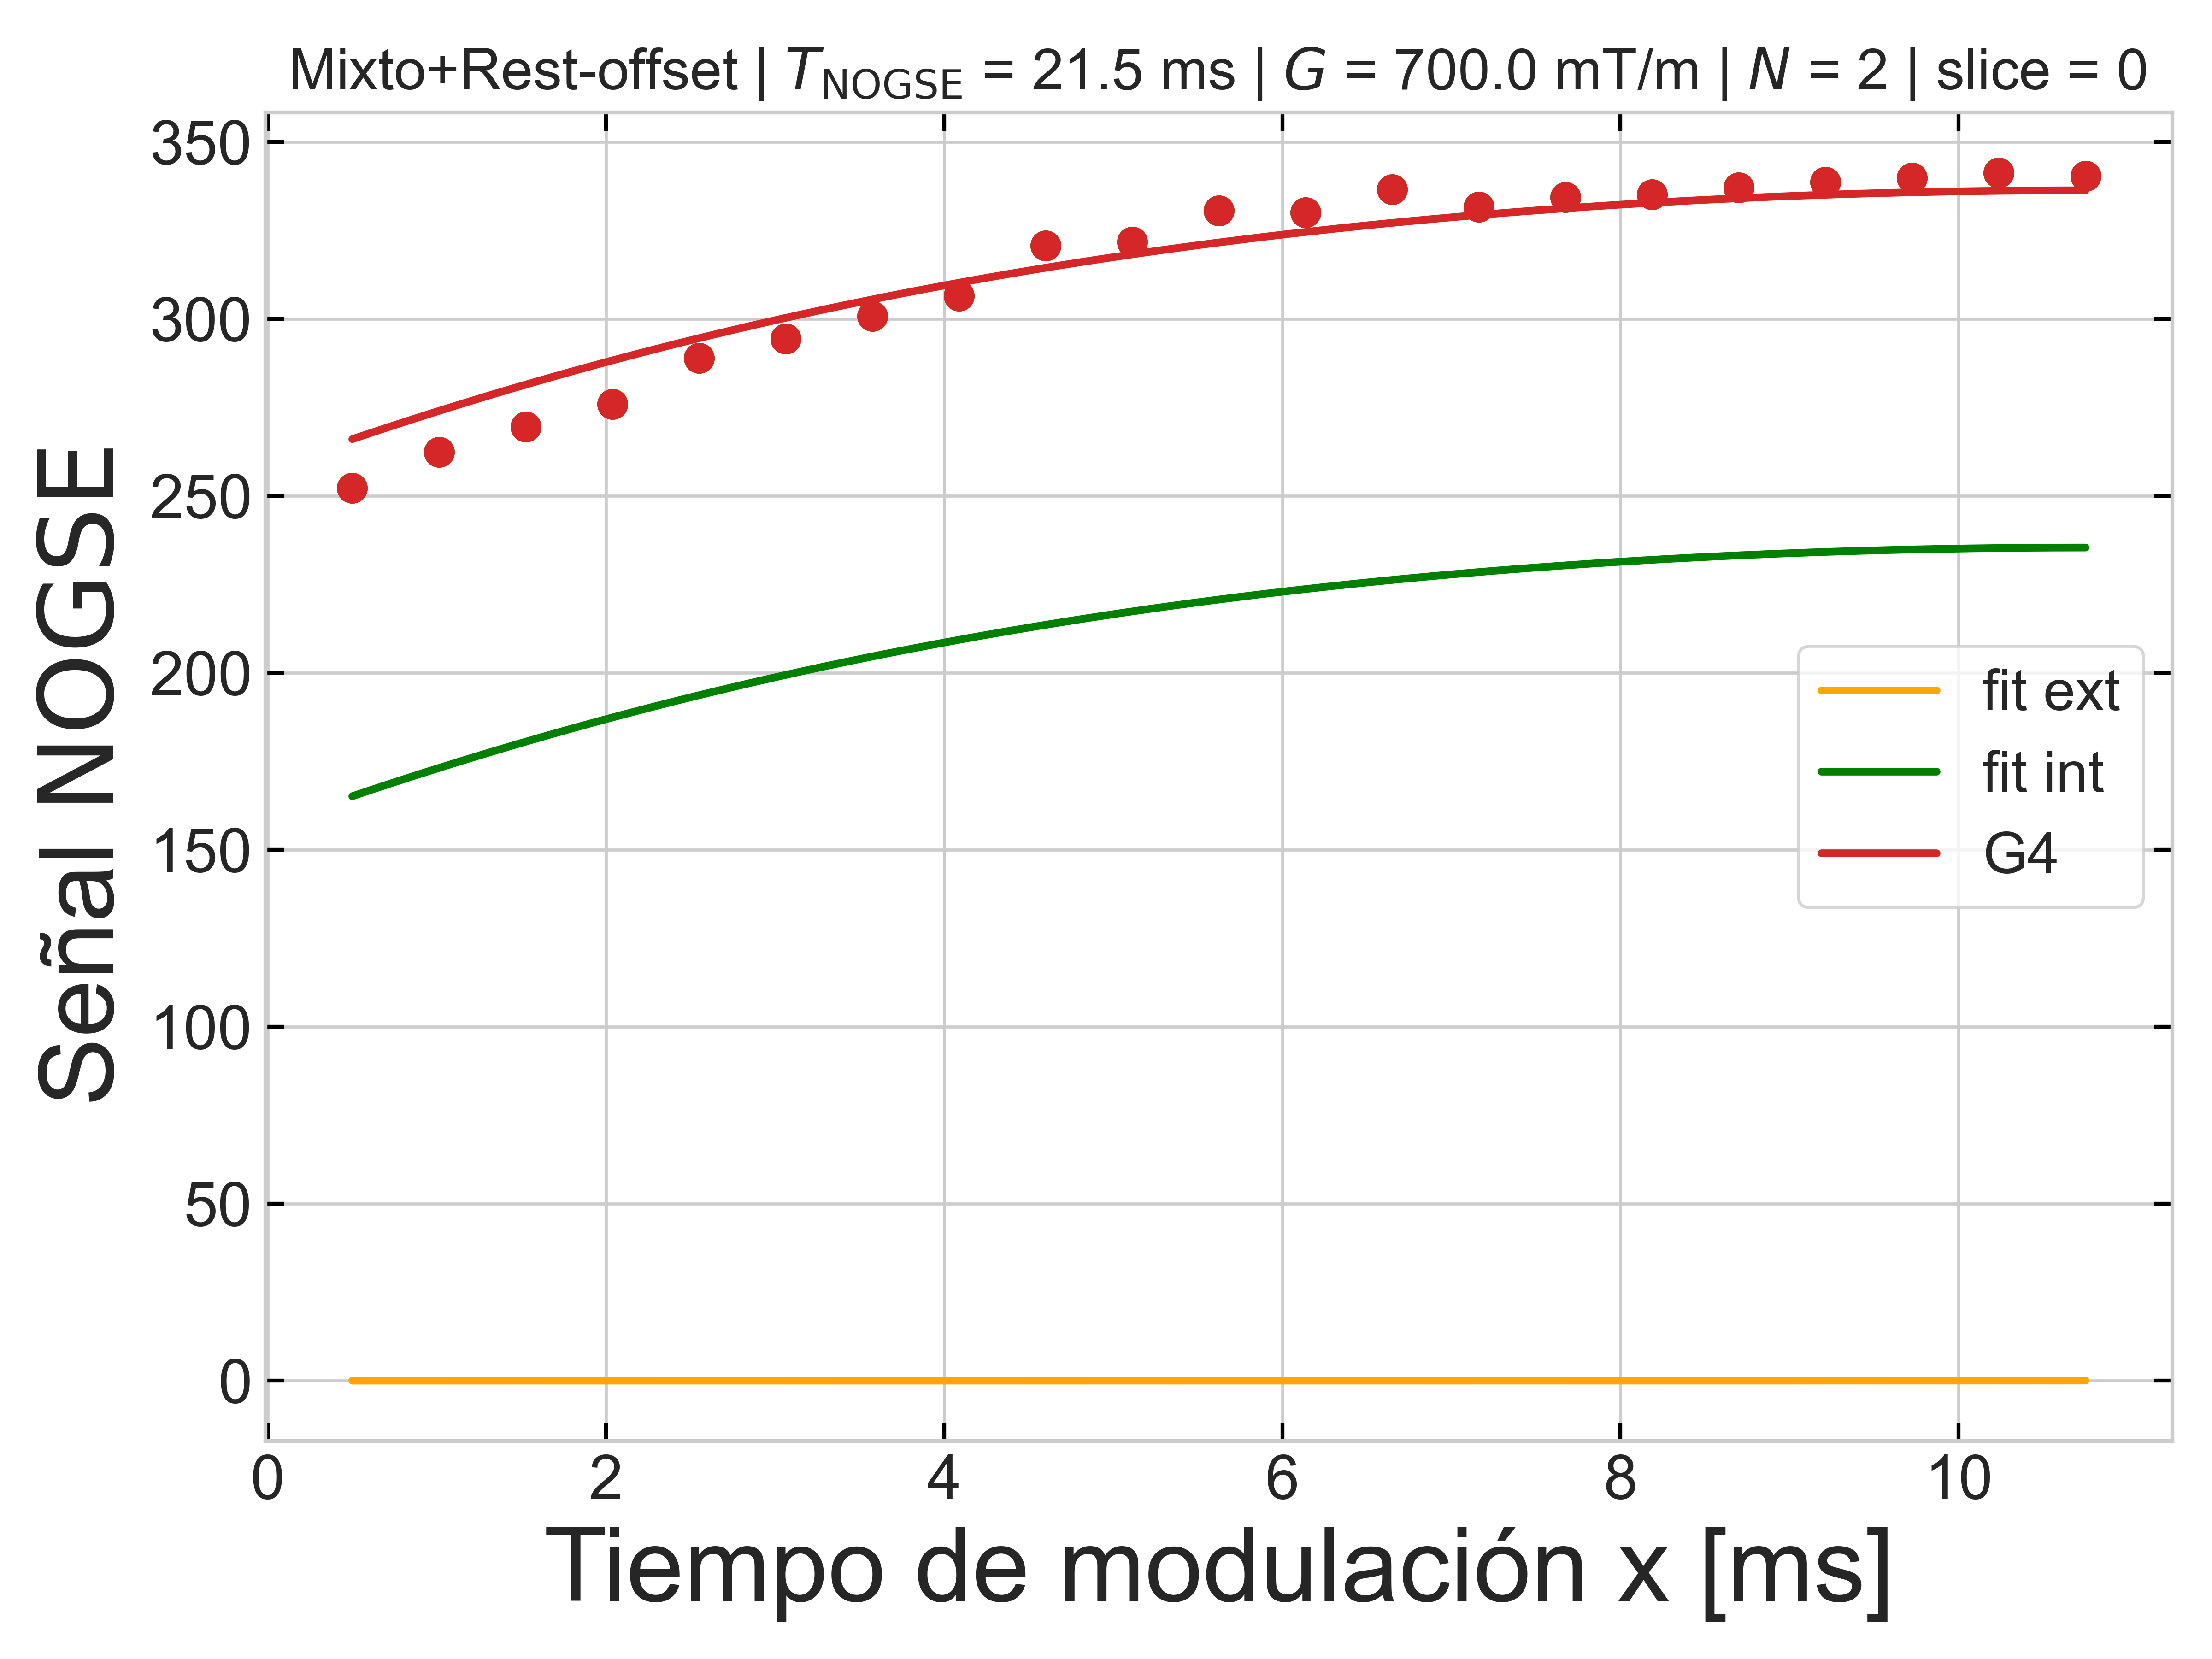 Mixto+Rest-offset | T_NOGSE = 21.5 ms | G = 700.0 mT/m | N = 2 | slice = 0
Señal NOGSE
350
300
250
200
150
100
50
0
fit ext
fit int
G4
0 2 4 6 8 10
Tiempo de modulación x [ms]